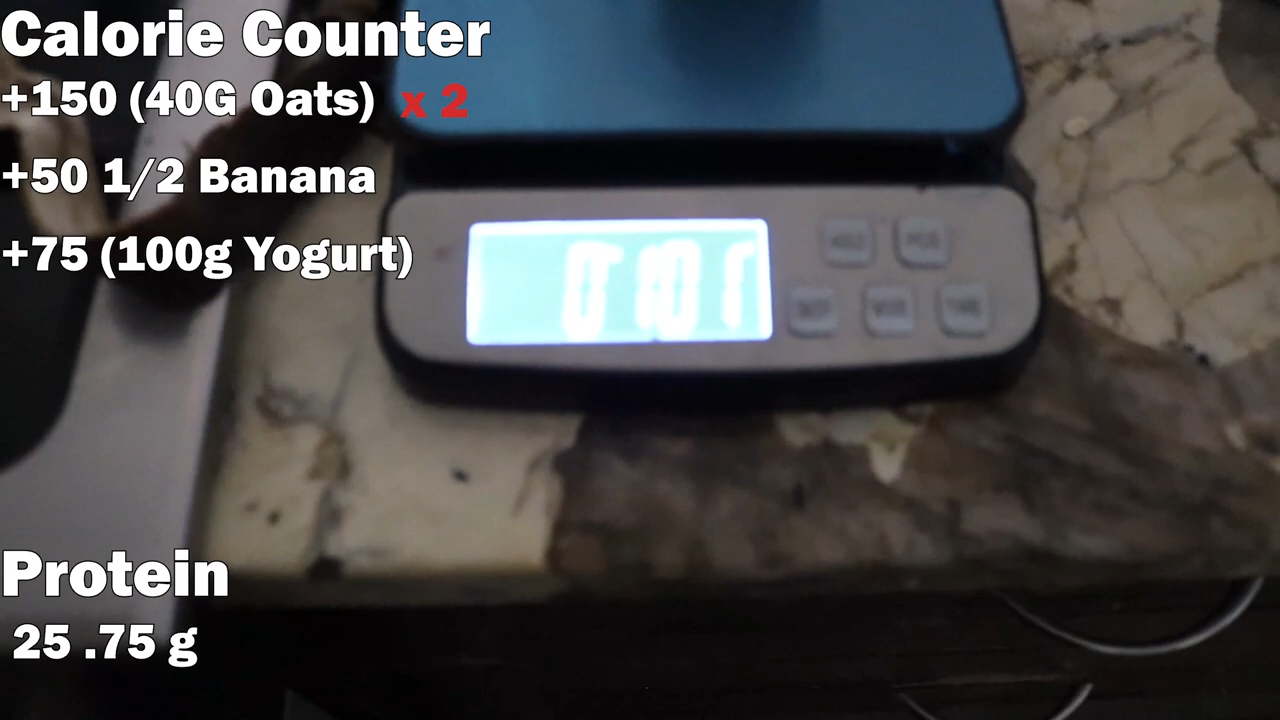 Calorie Counter
+150 (40G Oats) x 2
+50 1/2 Banana
+75 (100g Yogurt)
Protein
25 .75 g